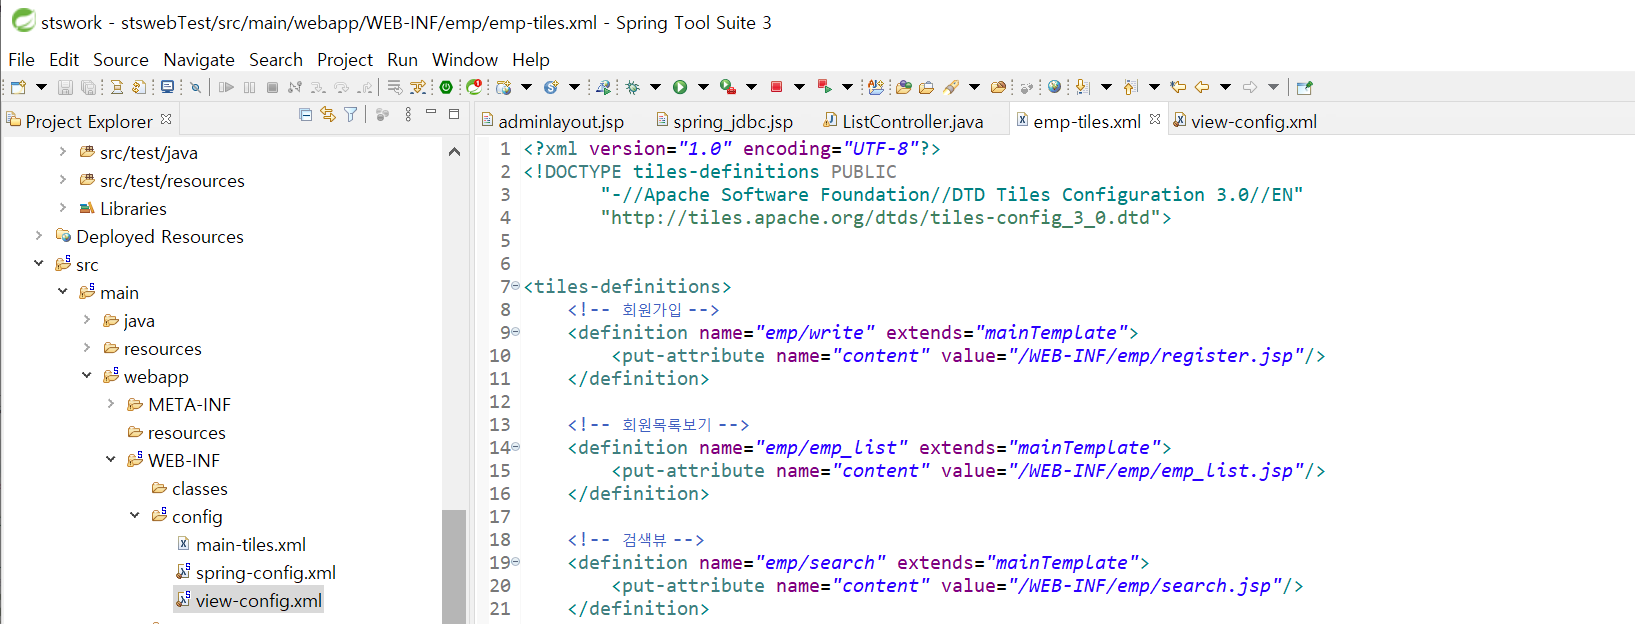 stswork - stswebTest/src/main/webapp/WEB-INF/emp/emp-tiles.xml - Spring Tool Suite 3
File Edit Source Navigate Search Project Run Window Help
Project Explorer
src/test/java
src/test/resources
Libraries
Deployed Resources
src
main
java
resources
webapp
META-INF
resources
WEB-INF
classes
config
main-tiles.xml
spring-config.xml
view-config.xml
adminlayout.jsp spring_jdbc.jsp ListController.java emp-tiles.xml view-config.xml
1 <?xml version="1.0" encoding="UTF-8"?>
2 <!DOCTYPE tiles-definitions PUBLIC
3 "-//Apache Software Foundation//DTD Tiles Configuration 3.0//EN"
4 "http://tiles.apache.org/dtds/tiles-config_3_0.dtd">
5
6
7 <tiles-definitions>
8 <!-- 회원가입 -->
9 <definition name="emp/write" extends="mainTemplate">
10 <put-attribute name="content" value="/WEB-INF/emp/register.jsp"/>
11 </definition>
12
13 <!-- 회원목록보기 -->
14 <definition name="emp/emp_list" extends="mainTemplate">
15 <put-attribute name="content" value="/WEB-INF/emp/emp_list.jsp"/>
16 </definition>
17
18 <!-- 검색뷰 -->
19 <definition name="emp/search" extends="mainTemplate">
20 <put-attribute name="content" value="/WEB-INF/emp/search.jsp"/>
21 </definition>